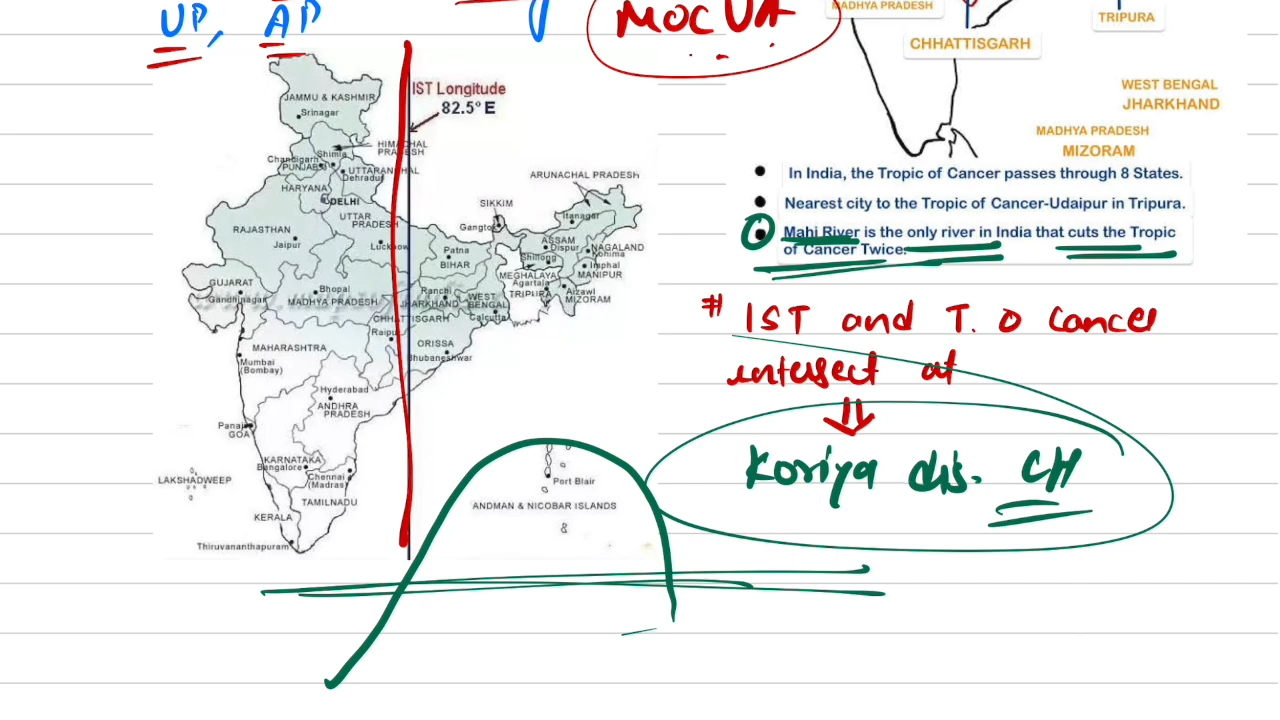 UP, AP
MOCUA
MADHYA PRADESH
TRIPURA
CHHATTISGARH
WEST BENGAL
JHARKHAND
MADHYA PRADESH
MIZORAM
In India, the Tropic of Cancer passes through 8 States.
Nearest city to the Tropic of Cancer-Udaipur in Tripura.
Mahi River is the only river in India that cuts the Tropic
of Cancer Twice.
# IST and T. O Cancer
intersect at
Koriya dis. CH
IST Longitude
82.5° E
JAMMU & KASHMIR
Srinagar
HIMACHAL
PRADESH
Shimla
Chandigarh
PUNJAB
UTTARANCHAL
Dehradun
HARYANA
DELHI
ARUNACHAL PRADESH
SIKKIM
Gangtok
Itanagar
UTTAR
PRADESH
RAJASTHAN
Jaipur
Lucknow
ASSAM
Dispur
NAGALAND
Kohima
Patna
BIHAR
Shillong
Imphal
MEGHALAYA
MANIPUR
Agartala
TRIPURA
Aizawl
MIZORAM
GUJARAT
Gandhinagar
Bhopal
MADHYA PRADESH
Ranchi
JHARKHAND
WEST
BENGAL
Calcutta
CHHATTISGARH
Raipur
MAHARASHTRA
ORISSA
Bhubaneshwar
Mumbai
(Bombay)
Hyderabad
ANDHRA
PRADESH
Panaji
GOA
KARNATAKA
Bangalore
Chennai
(Madras)
LAKSHADWEEP
TAMILNADU
KERALA
Thiruvananthapuram
Port Blair
ANDMAN & NICOBAR ISLANDS